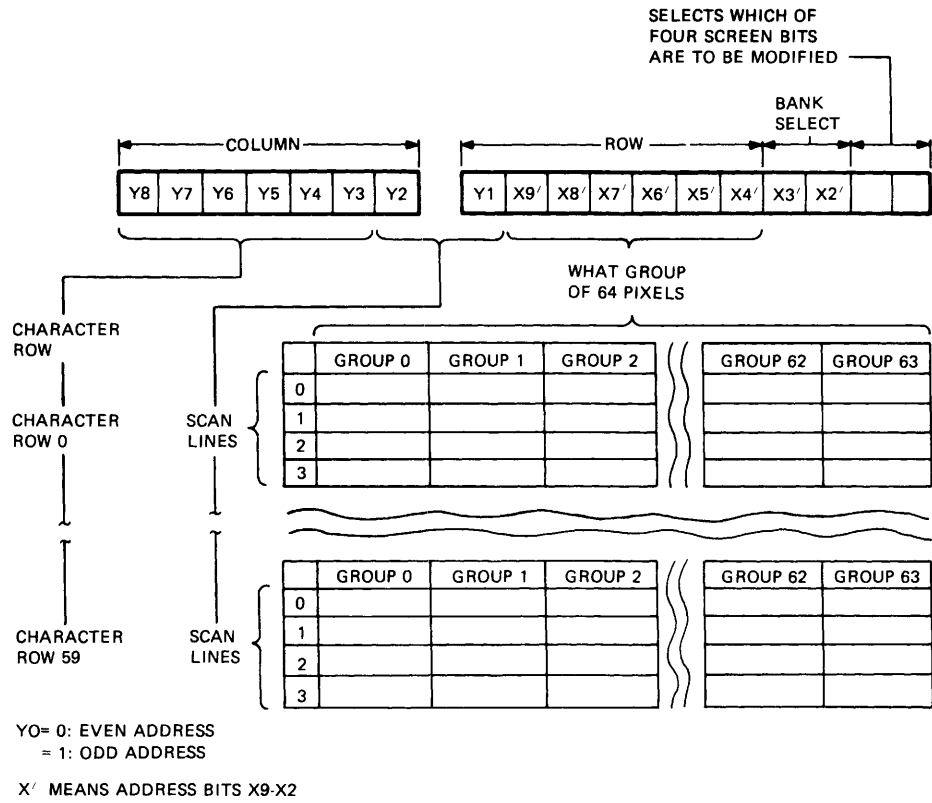 SELECTS WHICH OF
FOUR SCREEN BITS
ARE TO BE MODIFIED
BANK
SELECT
COLUMN
ROW
Y8 Y7 Y6 Y5 Y4 Y3 Y2
Y1 X9′ X8′ X7′ X6′ X5′ X4′ X3′ X2′
WHAT GROUP
OF 64 PIXELS
CHARACTER
ROW
GROUP 0 GROUP 1 GROUP 2 GROUP 62 GROUP 63
0
1
2
3
CHARACTER
ROW 0
SCAN
LINES
GROUP 0 GROUP 1 GROUP 2 GROUP 62 GROUP 63
0
1
2
3
CHARACTER
ROW 59
SCAN
LINES
YO= 0: EVEN ADDRESS
= 1: ODD ADDRESS
X′ MEANS ADDRESS BITS X9-X2